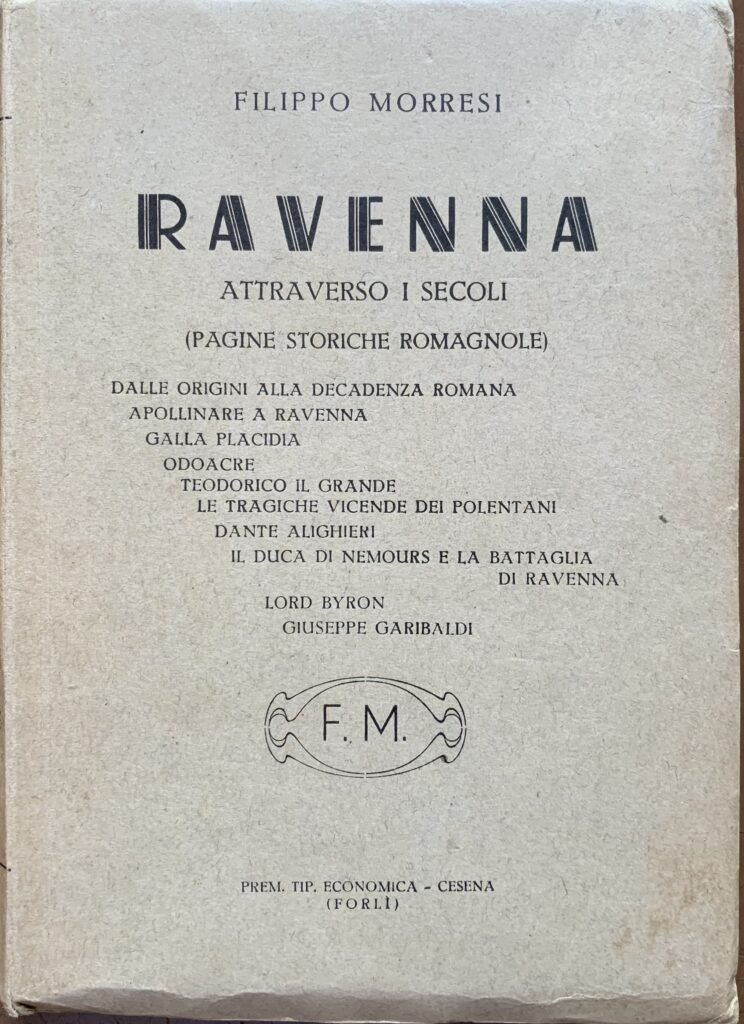 FILIPPO MORRESI
RAVENNA
ATTRAVERSO I SECOLI
(PAGINE STORICHE ROMAGNOLE)
DALLE ORIGINI ALLA DECADENZA ROMANA
APOLLINARE A RAVENNA
GALLA PLACIDIA
ODOACRE
TEODORICO IL GRANDE
LE TRAGICHE VICENDE DEI POLENTANI
DANTE ALIGHIERI
IL DUCA DI NEMOURS E LA BATTAGLIA
DI RAVENNA
LORD BYRON
GIUSEPPE GARIBALDI
F. M.
PREM. TIP. ECONOMICA - CESENA
(FORLÌ)